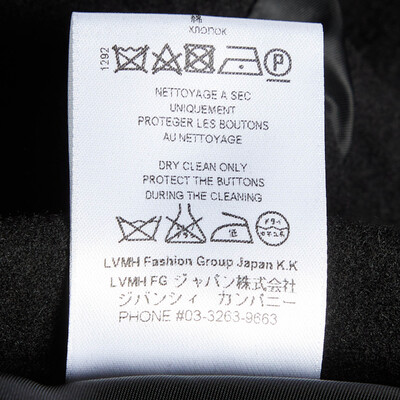 綿
ХЛОПОК
1292
P
NETTOYAGE A SEC
UNIQUEMENT
PROTEGER LES BOUTONS
AU NETTOYAGE
DRY CLEAN ONLY
PROTECT THE BUTTONS
DURING THE CLEANING
LVMH Fashion Group Japan K.K
LVMH FG ジャパン株式会社
ジバンシィ カンパニー
PHONE #03-3263-9663